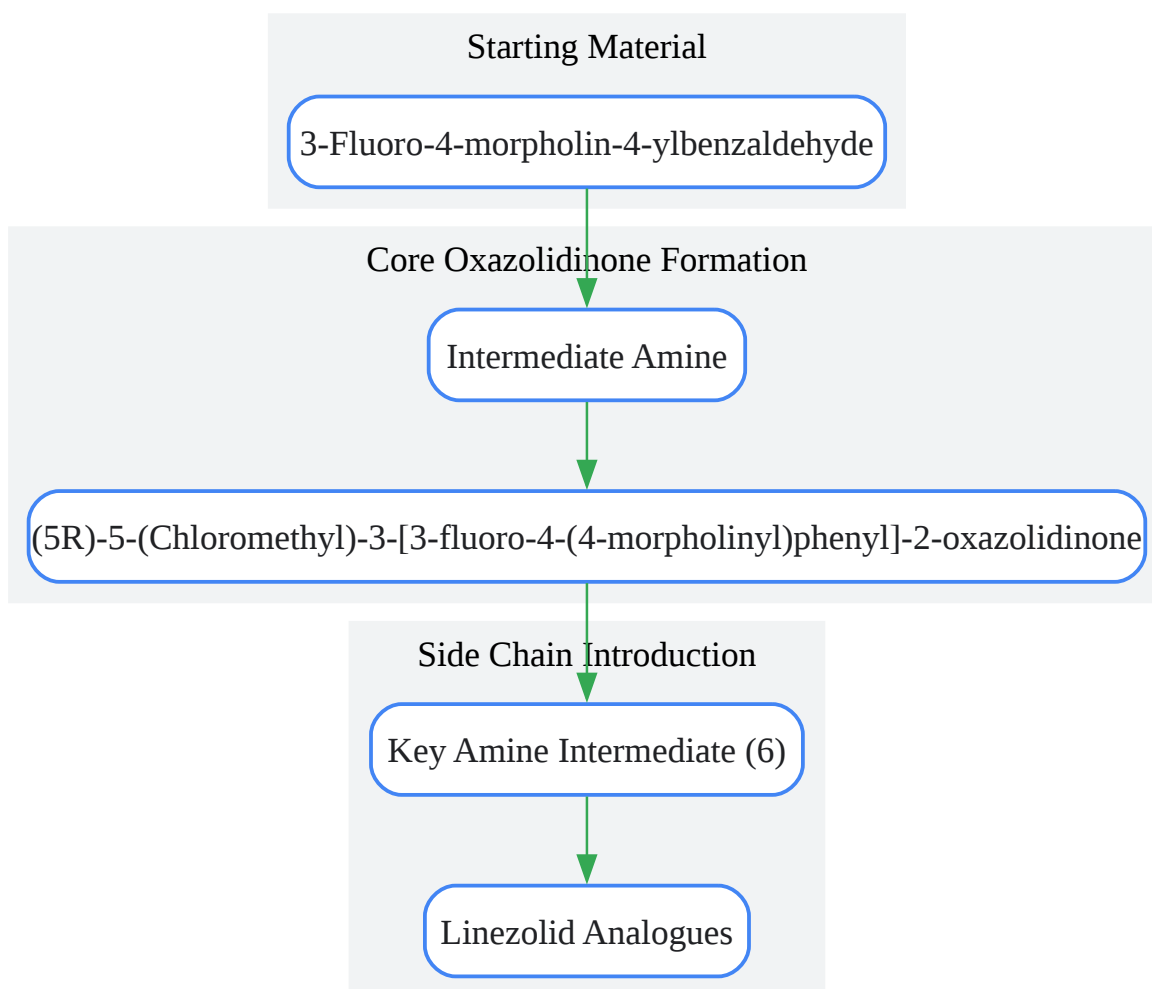 Starting Material
3-Fluoro-4-morpholin-4-ylbenzaldehyde
Core Oxazolidinone Formation
Intermediate Amine
(5R)-5-(Chloromethyl)-3-[3-fluoro-4-(4-morpholinyl)phenyl]-2-oxazolidinone
Side Chain Introduction
Key Amine Intermediate (6)
Linezolid Analogues